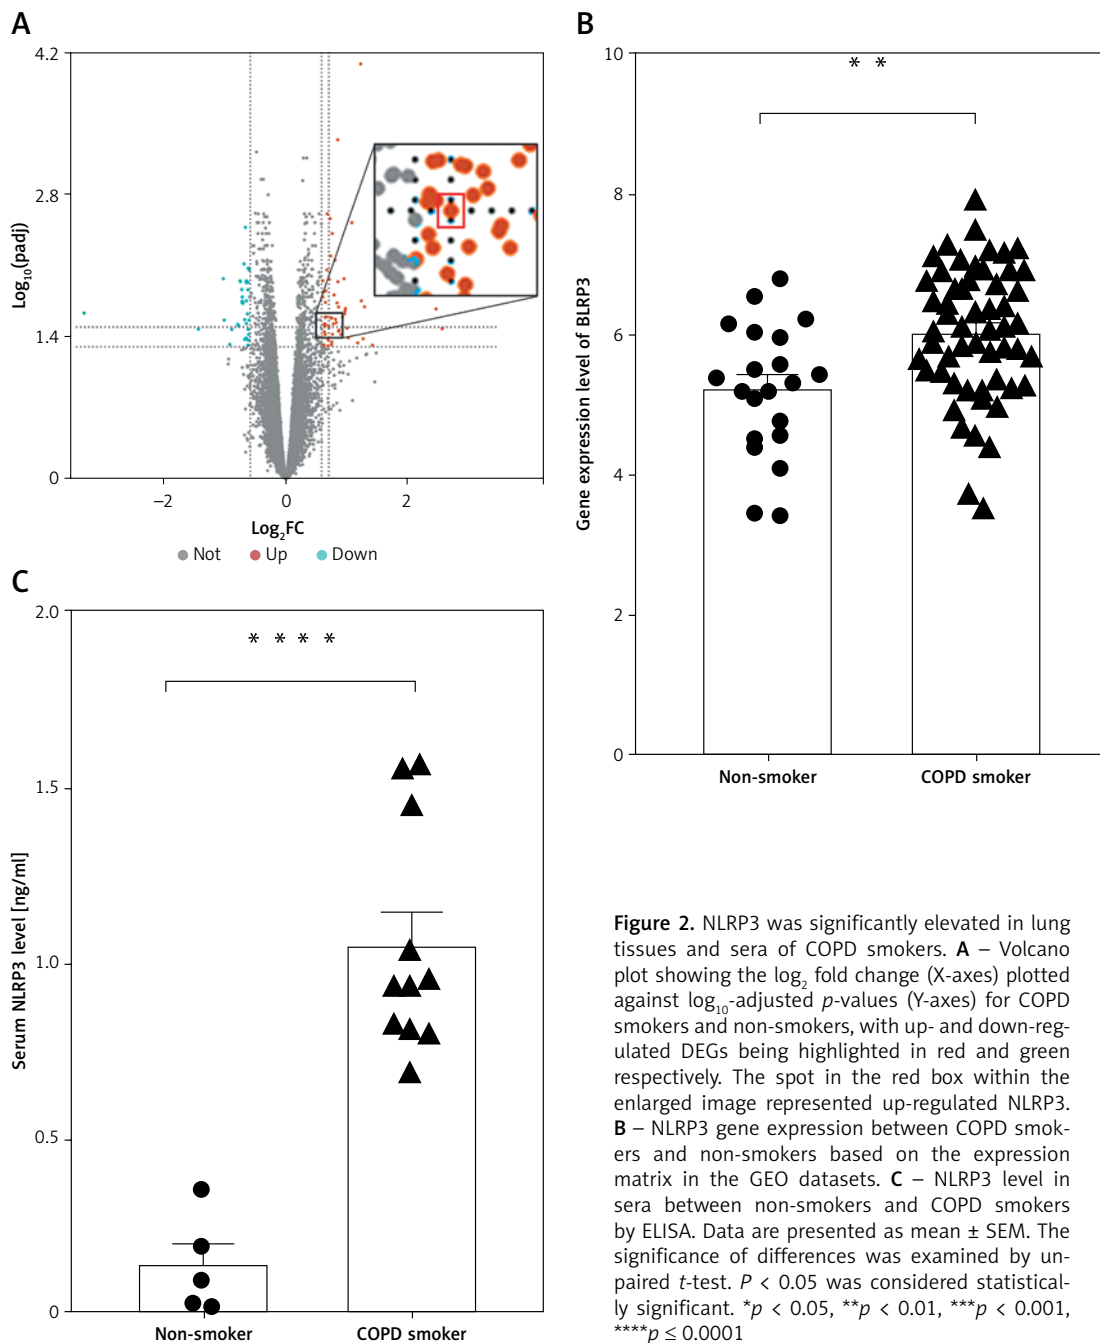 A
4.2
2.8
1.4
0
Log10(padj)
−2
0
2
Log2FC
Not
Up
Down
B
10
8
6
4
2
0
Gene expression level of BLRP3
* *
Non-smoker
COPD smoker
C
2.0
1.5
1.0
0.5
0
Serum NLRP3 level [ng/ml]
* * * *
Non-smoker
COPD smoker
Figure 2. NLRP3 was significantly elevated in lung
tissues and sera of COPD smokers. A – Volcano
plot showing the log2 fold change (X-axes) plotted
against log10-adjusted p-values (Y-axes) for COPD
smokers and non-smokers, with up- and down-reg-
ulated DEGs being highlighted in red and green
respectively. The spot in the red box within the
enlarged image represented up-regulated NLRP3.
B – NLRP3 gene expression between COPD smok-
ers and non-smokers based on the expression
matrix in the GEO datasets. C – NLRP3 level in
sera between non-smokers and COPD smokers
by ELISA. Data are presented as mean ± SEM. The
significance of differences was examined by un-
paired t-test. P < 0.05 was considered statistical-
ly significant. *p < 0.05, **p < 0.01, ***p < 0.001,
****p ≤ 0.0001